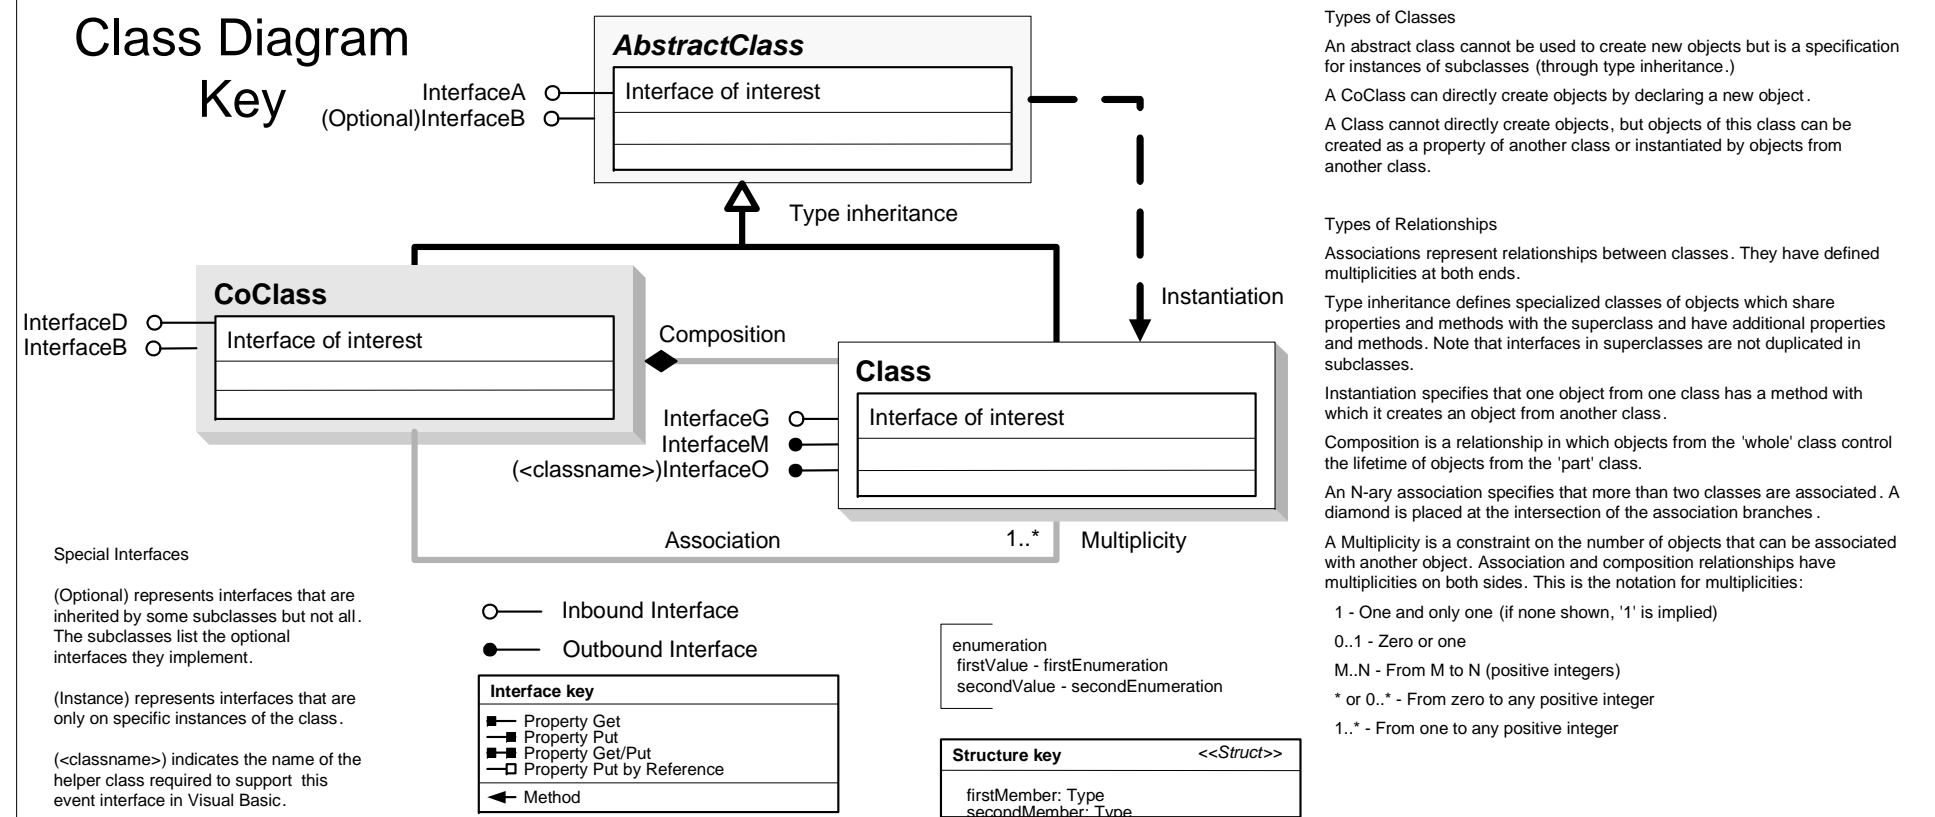 Class Diagram
Key
AbstractClass
Interface of interest
InterfaceA
(Optional)InterfaceB
Type inheritance
CoClass
Interface of interest
InterfaceD
InterfaceB
Composition
Instantiation
Class
Interface of interest
InterfaceG
InterfaceM
(<classname>)InterfaceO
Association
1..*
Multiplicity
Special Interfaces
(Optional) represents interfaces that are
inherited by some subclasses but not all.
The subclasses list the optional
interfaces they implement.
(Instance) represents interfaces that are
only on specific instances of the class.
(<classname>) indicates the name of the
helper class required to support this
event interface in Visual Basic.
Inbound Interface
Outbound Interface
Interface key
Property Get
Property Put
Property Get/Put
Property Put by Reference
Method
enumeration
firstValue - firstEnumeration
secondValue - secondEnumeration
Structure key
<<Struct>>
firstMember: Type
secondMember: Type
Types of Classes
An abstract class cannot be used to create new objects but is a specification
for instances of subclasses (through type inheritance.)
A CoClass can directly create objects by declaring a new object.
A Class cannot directly create objects, but objects of this class can be
created as a property of another class or instantiated by objects from
another class.
Types of Relationships
Associations represent relationships between classes. They have defined
multiplicities at both ends.
Type inheritance defines specialized classes of objects which share
properties and methods with the superclass and have additional properties
and methods. Note that interfaces in superclasses are not duplicated in
subclasses.
Instantiation specifies that one object from one class has a method with
which it creates an object from another class.
Composition is a relationship in which objects from the 'whole' class control
the lifetime of objects from the 'part' class.
An N-ary association specifies that more than two classes are associated. A
diamond is placed at the intersection of the association branches.
A Multiplicity is a constraint on the number of objects that can be associated
with another object. Association and composition relationships have
multiplicities on both sides. This is the notation for multiplicities:
1 - One and only one (if none shown, '1' is implied)
0..1 - Zero or one
M..N - From M to N (positive integers)
* or 0..* - From zero to any positive integer
1..* - From one to any positive integer